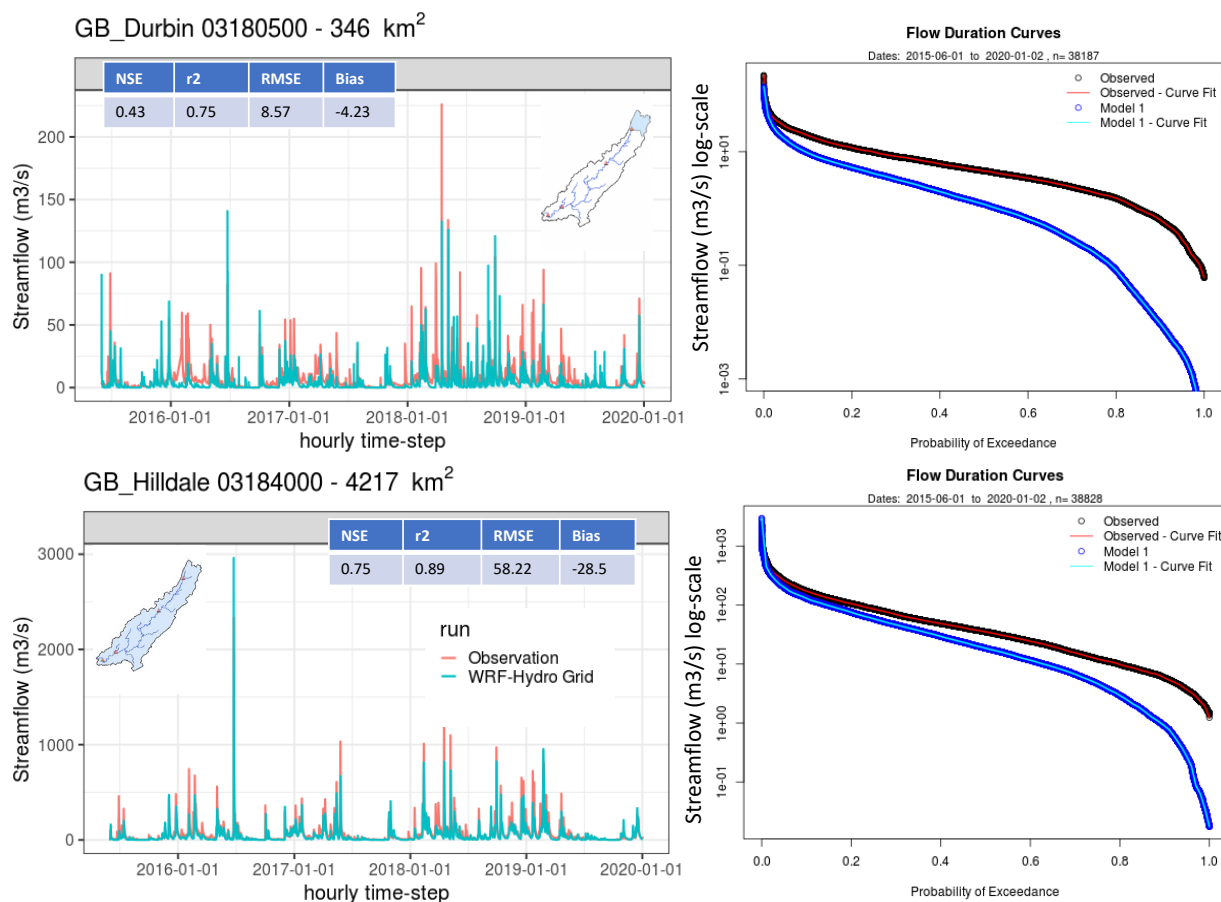 GB_Durbin 03180500 - 346 km²
NSE r2 RMSE Bias
0.43 0.75 8.57 -4.23
Streamflow (m3/s)
200
150
100
50
0
2016-01-01 2017-01-01 2018-01-01 2019-01-01 2020-01-01
hourly time-step
Flow Duration Curves
Dates: 2015-06-01 to 2020-01-02 , n= 38187
Observed
Observed - Curve Fit
Model 1
Model 1 - Curve Fit
Streamflow (m3/s) log-scale
1e+01
1e-01
1e-03
0.0 0.2 0.4 0.6 0.8 1.0
Probability of Exceedance
GB_Hilldale 03184000 - 4217 km²
NSE r2 RMSE Bias
0.75 0.89 58.22 -28.5
run
Observation
WRF-Hydro Grid
Streamflow (m3/s)
3000
2000
1000
0
2016-01-01 2017-01-01 2018-01-01 2019-01-01 2020-01-01
hourly time-step
Flow Duration Curves
Dates: 2015-06-01 to 2020-01-02 , n= 38828
Observed
Observed - Curve Fit
Model 1
Model 1 - Curve Fit
Streamflow (m3/s) log-scale
1e+03
1e+02
1e+01
1e+00
1e-01
0.0 0.2 0.4 0.6 0.8 1.0
Probability of Exceedance